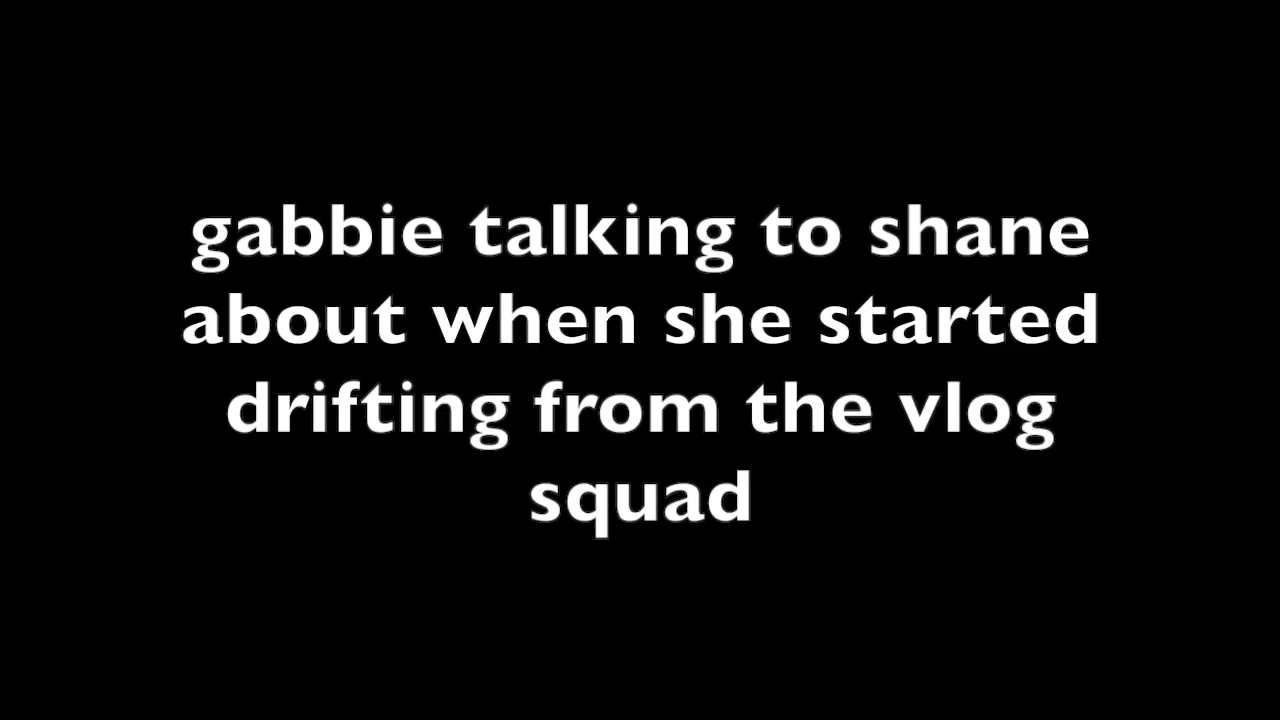 gabbie talking to shane
about when she started
drifting from the vlog
squad